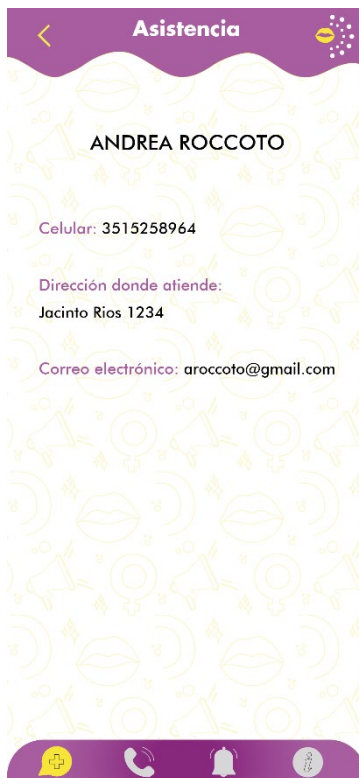 Asistencia
ANDREA ROCCOTO
Celular: 3515258964
Dirección donde atiende:
Jacinto Rios 1234
Correo electrónico: aroccoto@gmail.com
i